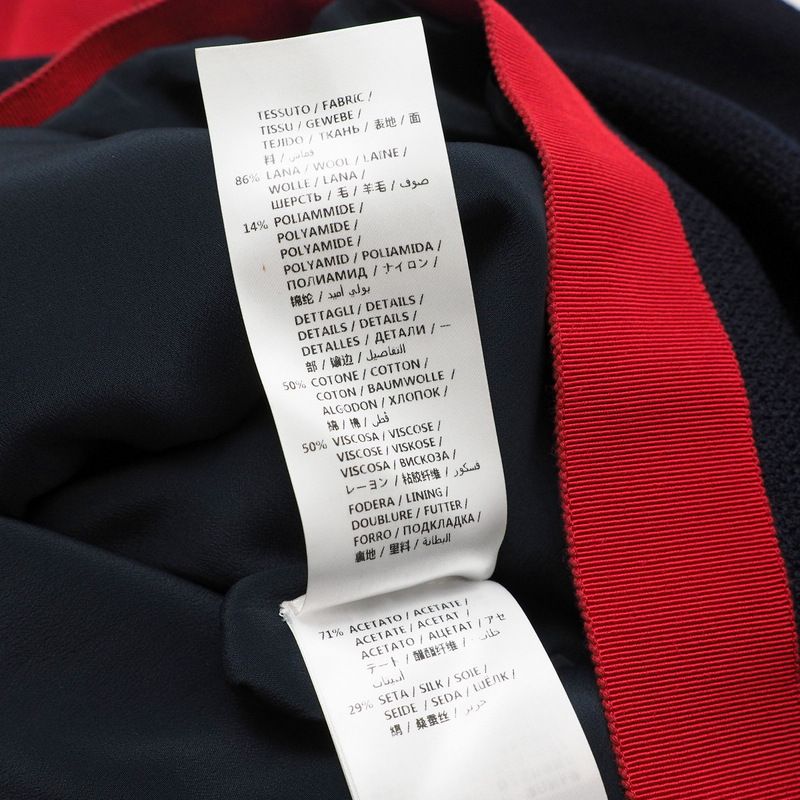 TESSUTO / FABRIC /
TISSU / GEWEBE /
TEJIDO / ТКАНЬ / 表地 / 面
料 / قماش
86% LANA / WOOL / LAINE /
WOLLE / LANA /
ШЕРСТЬ / 毛 / 羊毛 / صوف
14% POLIAMMIDE /
POLYAMIDE /
POLYAMIDE /
POLYAMID / POLIAMIDA /
ПОЛИАМИД / ナイロン /
锦纶 / بولي أميد
DETTAGLI / DETAILS /
DETAILS / DETAILS /
DETALLES / ДЕТАЛИ / 一
部 / 镶边 / التفاصيل
50% COTONE / COTTON /
COTON / BAUMWOLLE /
ALGODON / ХЛОПОК /
綿 / 棉 / قطن
50% VISCOSA / VISCOSE /
VISCOSE / VISKOSE /
VISCOSA / ВИСКОЗА /
レーヨン / 粘胶纤维 / فسكوز
FODERA / LINING /
DOUBLURE / FUTTER /
FORRO / ПОДКЛАДКА /
裏地 / 里料 / البطانة
71% ACETATO / ACETATE /
ACETATE / ACETAT /
ACETATO / АЦЕТАТ / アセ
テート / 醋酯纤维 /
29% SETA / SILK / SOIE /
SEIDE / SEDA / ШЁЛК /
絹 / 桑蚕丝 / حرير